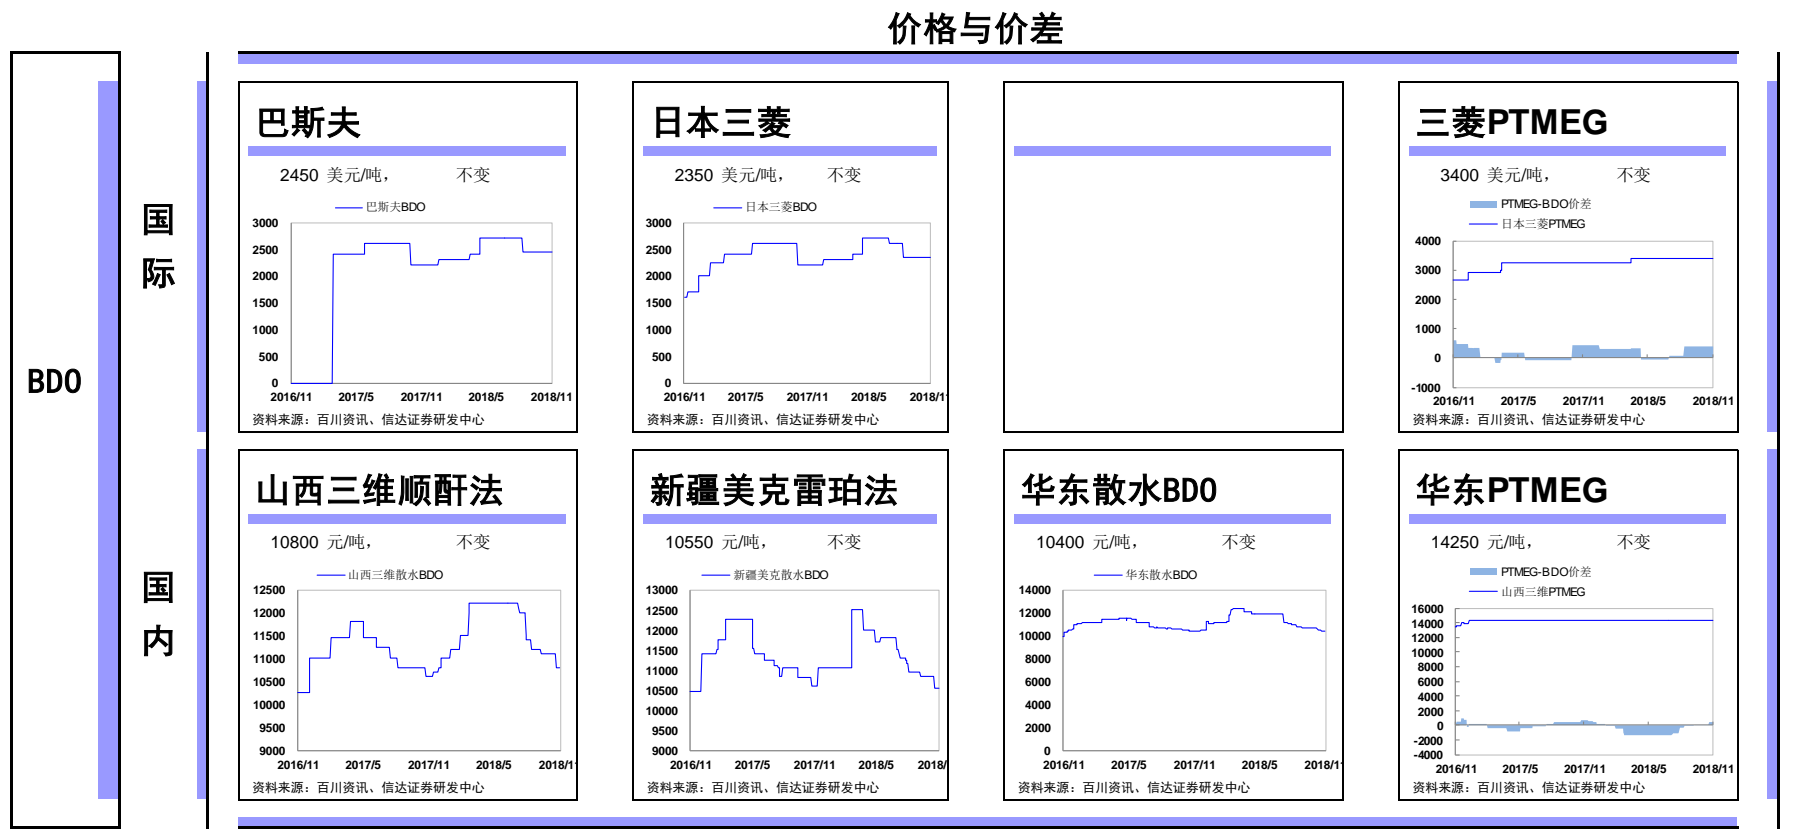 价格与价差
BDO
国际
国内
巴斯夫
2450 美元/吨, 不变
巴斯夫BDO
3000
2500
2000
1500
1000
500
0
2016/11 2017/5 2017/11 2018/5 2018/11
资料来源：百川资讯、信达证券研发中心
日本三菱
2350 美元/吨, 不变
日本三菱BDO
3000
2500
2000
1500
1000
500
0
2016/11 2017/5 2017/11 2018/5 2018/11
资料来源：百川资讯、信达证券研发中心
三菱PTMEG
3400 美元/吨, 不变
PTMEG-BDO价差
日本三菱PTMEG
4000
3000
2000
1000
0
-1000
2016/11 2017/5 2017/11 2018/5 2018/11
资料来源：百川资讯、信达证券研发中心
山西三维顺酐法
10800 元/吨, 不变
山西三维散水BDO
12500
12000
11500
11000
10500
10000
9500
9000
2016/11 2017/5 2017/11 2018/5 2018/1
资料来源：百川资讯、信达证券研发中心
新疆美克雷珀法
10550 元/吨, 不变
新疆美克散水BDO
13000
12500
12000
11500
11000
10500
10000
9500
9000
2016/11 2017/5 2017/11 2018/5 2018/
资料来源：百川资讯、信达证券研发中心
华东散水BDO
10400 元/吨, 不变
华东散水BDO
14000
12000
10000
8000
6000
4000
2000
0
2016/11 2017/5 2017/11 2018/5 2018/11
资料来源：百川资讯、信达证券研发中心
华东PTMEG
14250 元/吨, 不变
PTMEG-BDO价差
山西三维PTMEG
16000
14000
12000
10000
8000
6000
4000
2000
0
-2000
-4000
2016/11 2017/5 2017/11 2018/5 2018/11
资料来源：百川资讯、信达证券研发中心